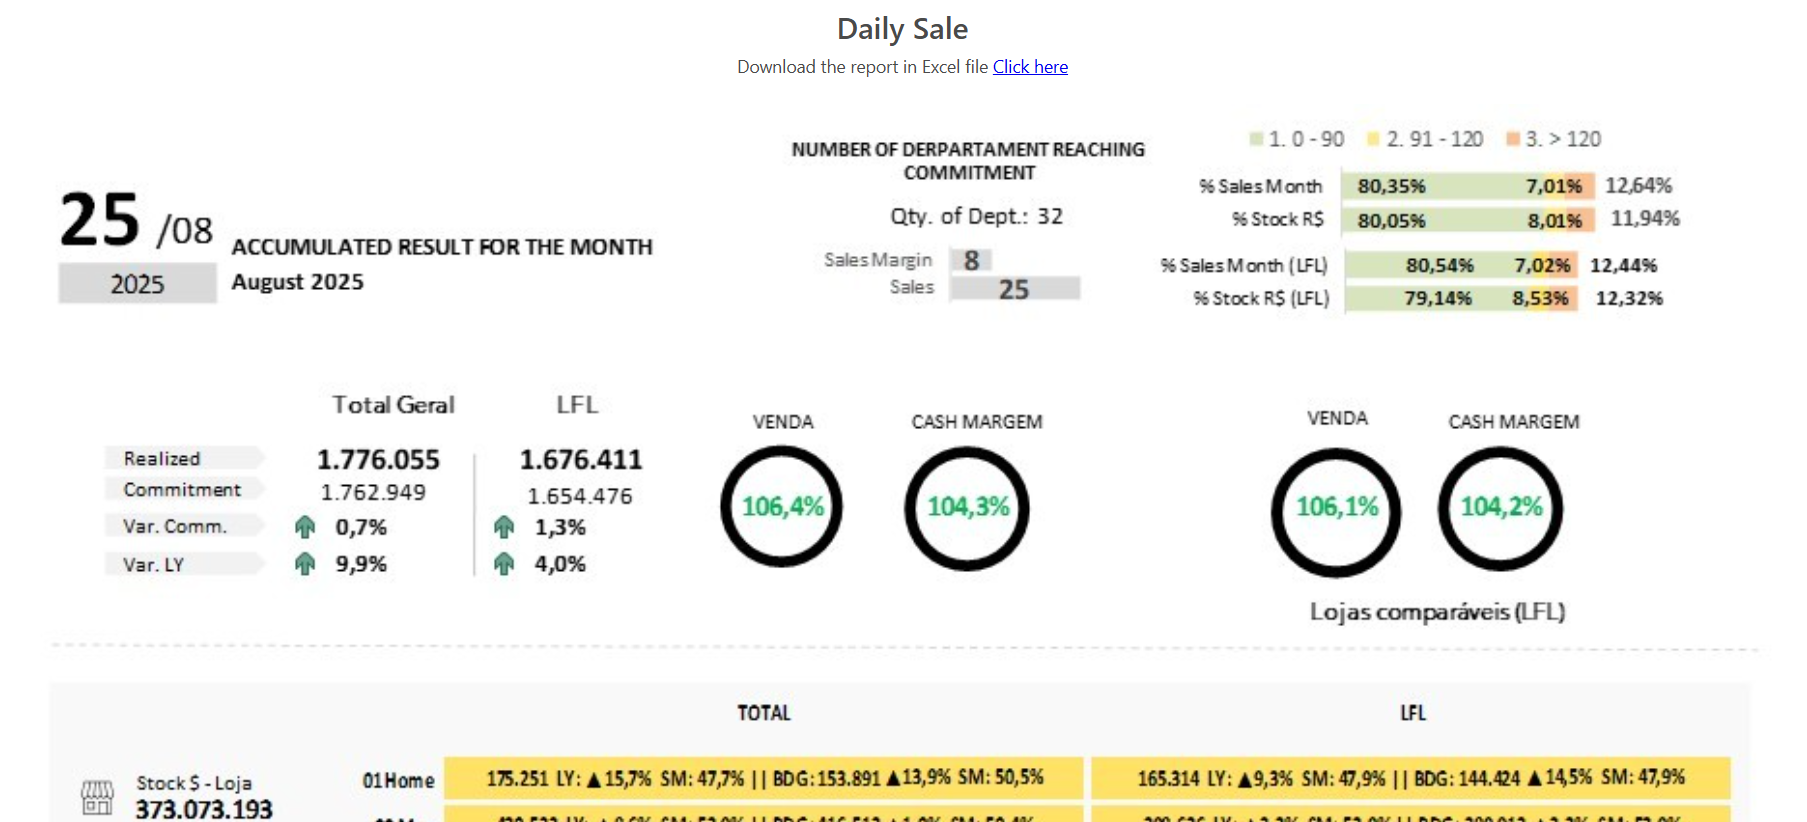 Daily Sale
Download the report in Excel file Click here
25 /08
2025
ACCUMULATED RESULT FOR THE MONTH
August 2025
NUMBER OF DERPARTAMENT REACHING
COMMITMENT
Qty. of Dept.: 32
Sales Margin 8
Sales 25
1. 0 - 90 2. 91 - 120 3. > 120
% Sales Month 80,35% 7,01% 12,64%
% Stock R$ 80,05% 8,01% 11,94%
% Sales Month (LFL) 80,54% 7,02% 12,44%
% Stock R$ (LFL) 79,14% 8,53% 12,32%
Total Geral LFL
Realized 1.776.055 1.676.411
Commitment 1.762.949 1.654.476
Var. Comm. 0,7% 1,3%
Var. LY 9,9% 4,0%
VENDA CASH MARGEM
106,4% 104,3%
VENDA CASH MARGEM
106,1% 104,2%
Lojas comparáveis (LFL)
TOTAL LFL
Stock $ - Loja
373.073.193
01 Home 175.251 LY: ▲15,7% SM: 47,7% || BDG: 153.891 ▲13,9% SM: 50,5% 165.314 LY: ▲9,3% SM: 47,9% || BDG: 144.424 ▲14,5% SM: 47,9%